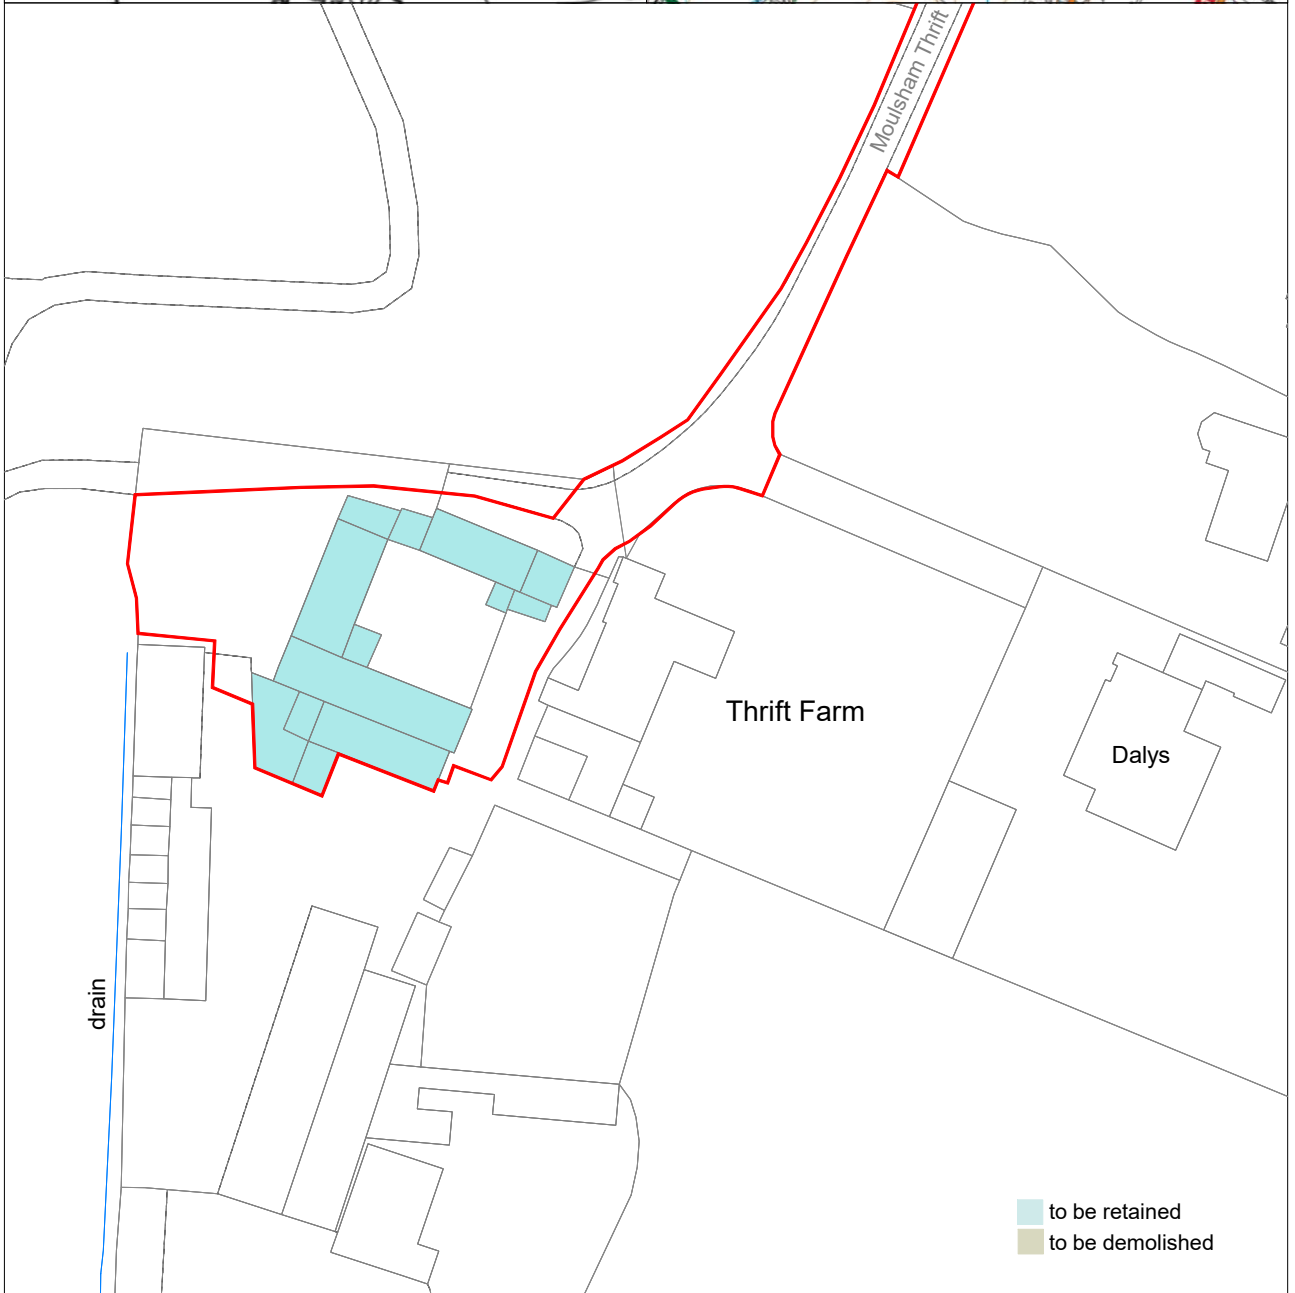 Moulsham Thrift
Thrift Farm
Dalys
drain
to be retained
to be demolished